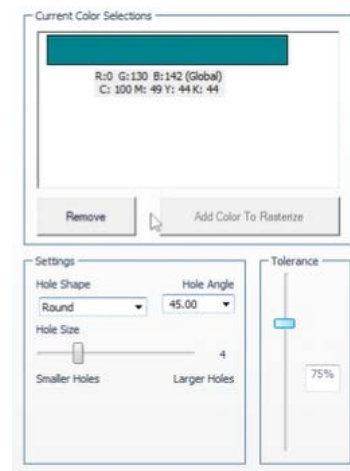 Current Color Selections
R:0 G:130 B:142 (Global)
C: 100 M: 49 Y: 44 K: 44
Remove
Add Color To Rasterize
Settings
Hole Shape
Hole Angle
Round
45.00
Hole Size
4
Smaller Holes
Larger Holes
Tolerance
75%